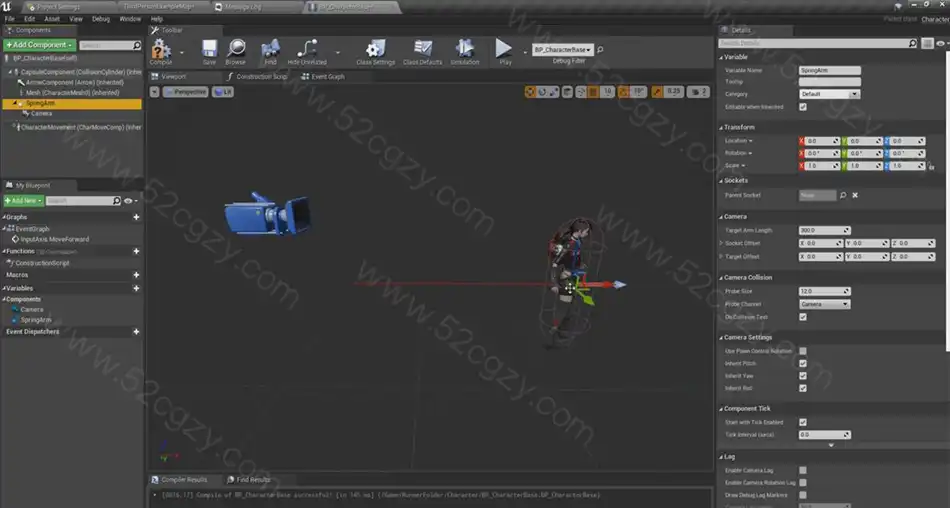 Project Settings
ThirdPersonExampleMap
Message Log
BP_CharacterBase
File Edit Asset View Debug Window Help
Parent class: Character
Components
Toolbar
Details
+ Add Component
Search
Compile
Save
Browse
Find
Hide Unrelated
Class Settings
Class Defaults
Simulation
Play
BP_CharacterBase
Debug Filter
Search Details
BP_CharacterBase(self)
CapsuleComponent (CollisionCylinder) (Inher
ArrowComponent (Arrow) (Inherited)
Mesh (CharacterMesh0) (Inherited)
SpringArm
Camera
CharacterMovement (CharMoveComp) (Inher
Viewport
Construction Scrip
Event Graph
Perspective
Lit
10
10°
0.25
Variable
Variable Name
SpringArm
Tooltip
Category
Default
Editable when Inherited
Transform
Location
X 0.0 Y 0.0 Z 0.0
Rotation
X 0.0° Y 0.0° Z 0.0°
Scale
X 1.0 Y 1.0 Z 1.0
Sockets
Parent Socket
None
Camera
Target Arm Length
300.0
Socket Offset
X 0.0 Y 0.0 Z 0.0
Target Offset
X 0.0 Y 0.0 Z 0.0
Camera Collision
Probe Size
12.0
Probe Channel
Camera
Do Collision Test
Camera Settings
Use Pawn Control Rotation
Inherit Pitch
Inherit Yaw
Inherit Roll
Component Tick
Start with Tick Enabled
Tick Interval (secs)
0.0
Lag
Enable Camera Lag
Enable Camera Rotation Lag
Draw Debug Lag Markers
My Blueprint
+ Add New
Search
Graphs
EventGraph
InputAxis MoveForward
Functions
ConstructionScript
Macros
Variables
Components
Camera
SpringArm
Event Dispatchers
Compiler Results
Find Results
[0816.17] Compile of BP_CharacterBase successful! [in 145 ms] (/Game/RunnerFolder/Character/BP_CharacterBase.BP_CharacterBase)
www.52cgzy.com